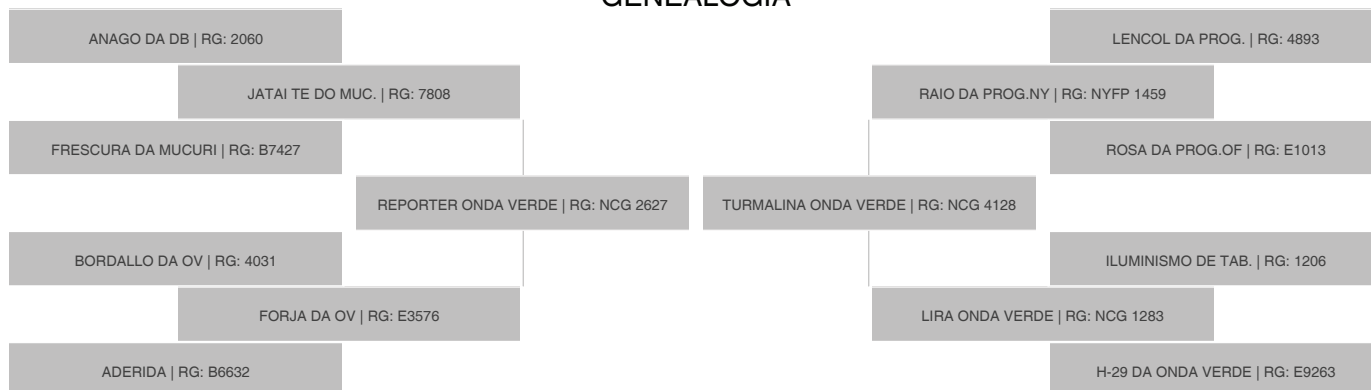 GENEALOGIA
ANAGO DA DB | RG: 2060
LENCOL DA PROG. | RG: 4893
JATAI TE DO MUC. | RG: 7808
RAIO DA PROG.NY | RG: NYFP 1459
FRESCURA DA MUCURI | RG: B7427
ROSA DA PROG.OF | RG: E1013
REPORTER ONDA VERDE | RG: NCG 2627
TURMALINA ONDA VERDE | RG: NCG 4128
BORDALLO DA OV | RG: 4031
ILUMINISMO DE TAB. | RG: 1206
FORJA DA OV | RG: E3576
LIRA ONDA VERDE | RG: NCG 1283
ADERIDA | RG: B6632
H-29 DA ONDA VERDE | RG: E9263